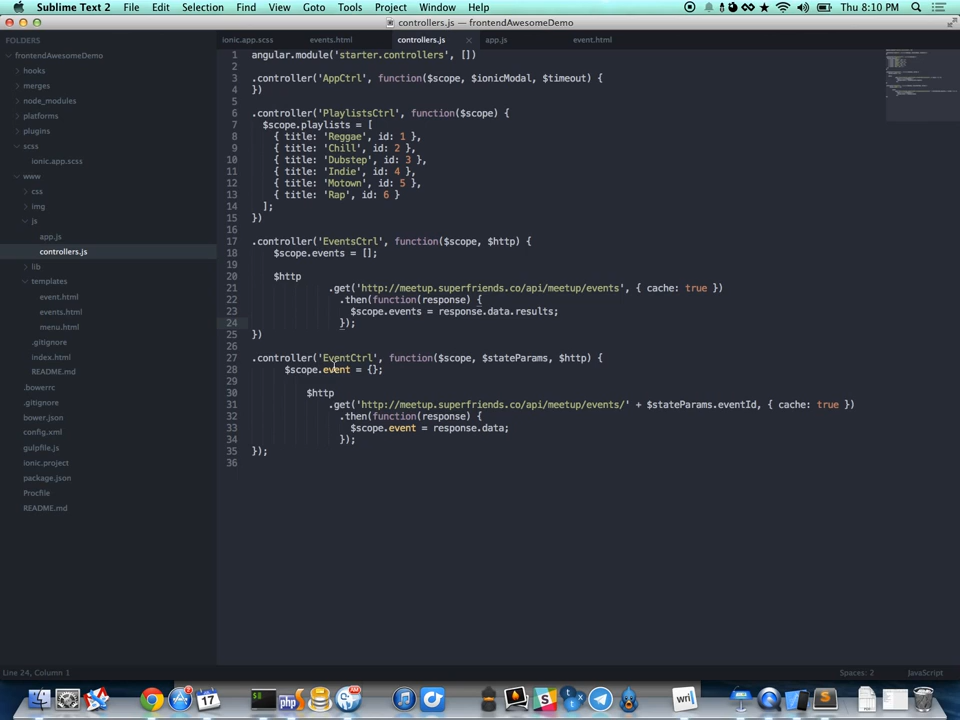 Sublime Text 2 File Edit Selection Find View Goto Tools Project Window Help Thu 8:10 PM
controllers.js — frontendAwesomeDemo
FOLDERS
frontendAwesomeDemo
hooks
merges
node_modules
platforms
plugins
scss
ionic.app.scss
www
css
img
js
app.js
controllers.js
lib
templates
event.html
events.html
menu.html
.gitignore
index.html
README.md
.bowerrc
.gitignore
bower.json
config.xml
gulpfile.js
ionic.project
package.json
Procfile
README.md
ionic.app.scss events.html controllers.js app.js event.html
1 angular.module('starter.controllers', [])
2
3 .controller('AppCtrl', function($scope, $ionicModal, $timeout) {
4 })
5
6 .controller('PlaylistsCtrl', function($scope) {
7 $scope.playlists = [
8 { title: 'Reggae', id: 1 },
9 { title: 'Chill', id: 2 },
10 { title: 'Dubstep', id: 3 },
11 { title: 'Indie', id: 4 },
12 { title: 'Motown', id: 5 },
13 { title: 'Rap', id: 6 }
14 ];
15 })
16
17 .controller('EventsCtrl', function($scope, $http) {
18 $scope.events = [];
19
20 $http
21 .get('http://meetup.superfriends.co/api/meetup/events', { cache: true })
22 .then(function(response) {
23 $scope.events = response.data.results;
24 });
25 })
26
27 .controller('EventCtrl', function($scope, $stateParams, $http) {
28 $scope.event = {};
29
30 $http
31 .get('http://meetup.superfriends.co/api/meetup/events/' + $stateParams.eventId, { cache: true })
32 .then(function(response) {
33 $scope.event = response.data;
34 });
35 });
36
Line 24, Column 1 Spaces: 2 JavaScript
17
php
writ